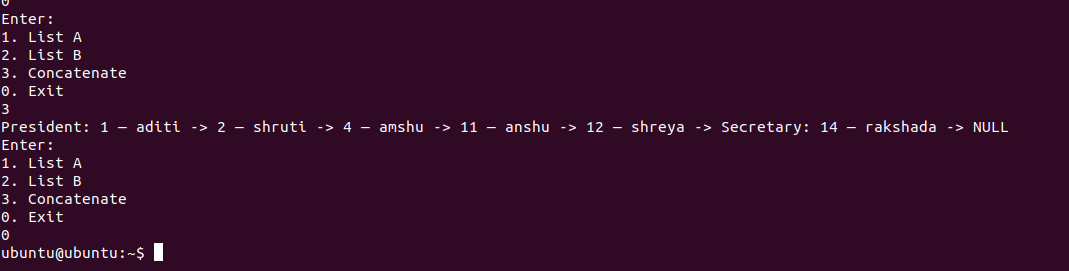 0
Enter:
1. List A
2. List B
3. Concatenate
0. Exit
3
President: 1 — aditi -> 2 — shruti -> 4 — amshu -> 11 — anshu -> 12 — shreya -> Secretary: 14 — rakshada -> NULL
Enter:
1. List A
2. List B
3. Concatenate
0. Exit
0
ubuntu@ubuntu:~$